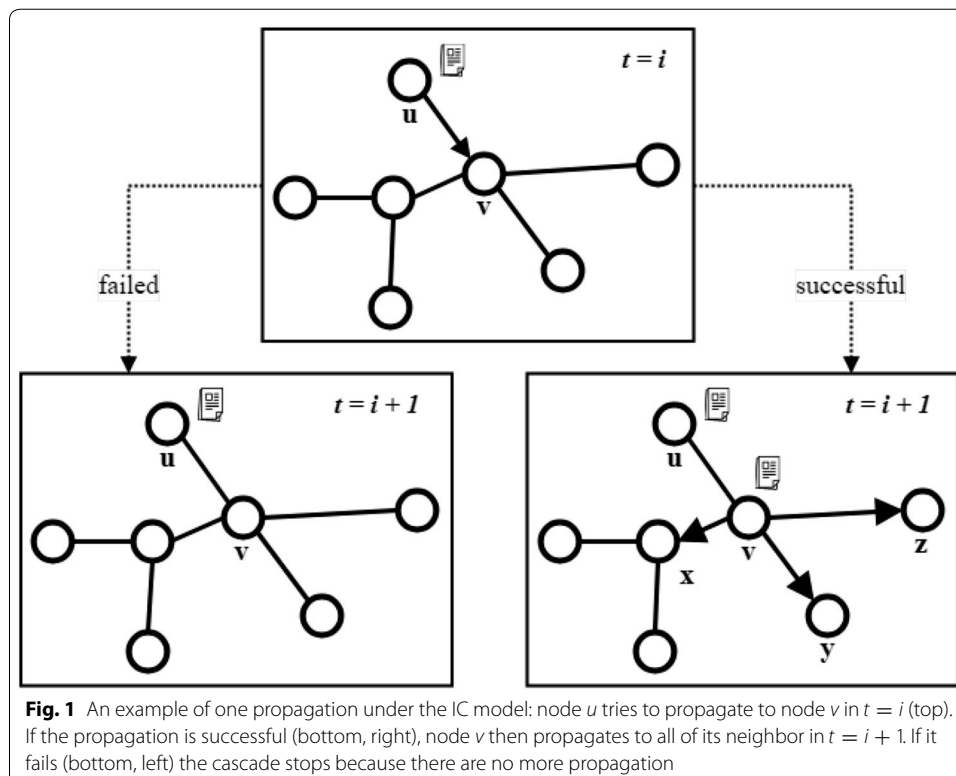 t = i
u
v
failed
successful
t = i + 1
u
v
t = i + 1
u
v
z
x
y
Fig. 1 An example of one propagation under the IC model: node u tries to propagate to node v in t = i (top).
If the propagation is successful (bottom, right), node v then propagates to all of its neighbor in t = i + 1. If it
fails (bottom, left) the cascade stops because there are no more propagation